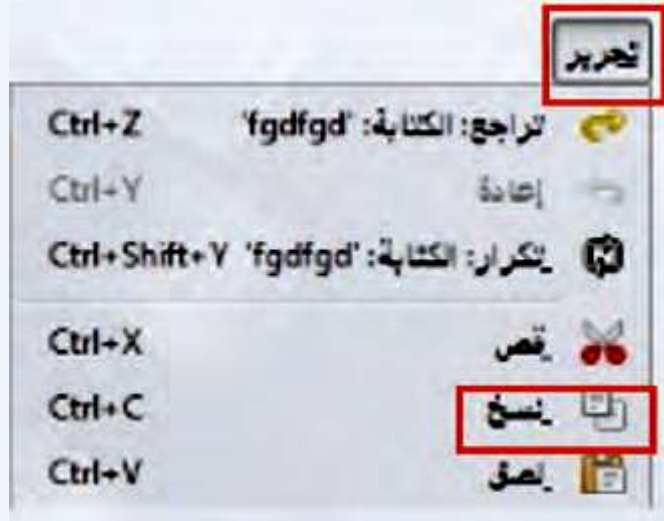 تحرير
تراجع: الكتابة: 'fgdfgd' Ctrl+Z
إعادة Ctrl+Y
تكرار: الكتابة: 'fgdfgd' Ctrl+Shift+Y
قص Ctrl+X
نسخ Ctrl+C
لصق Ctrl+V